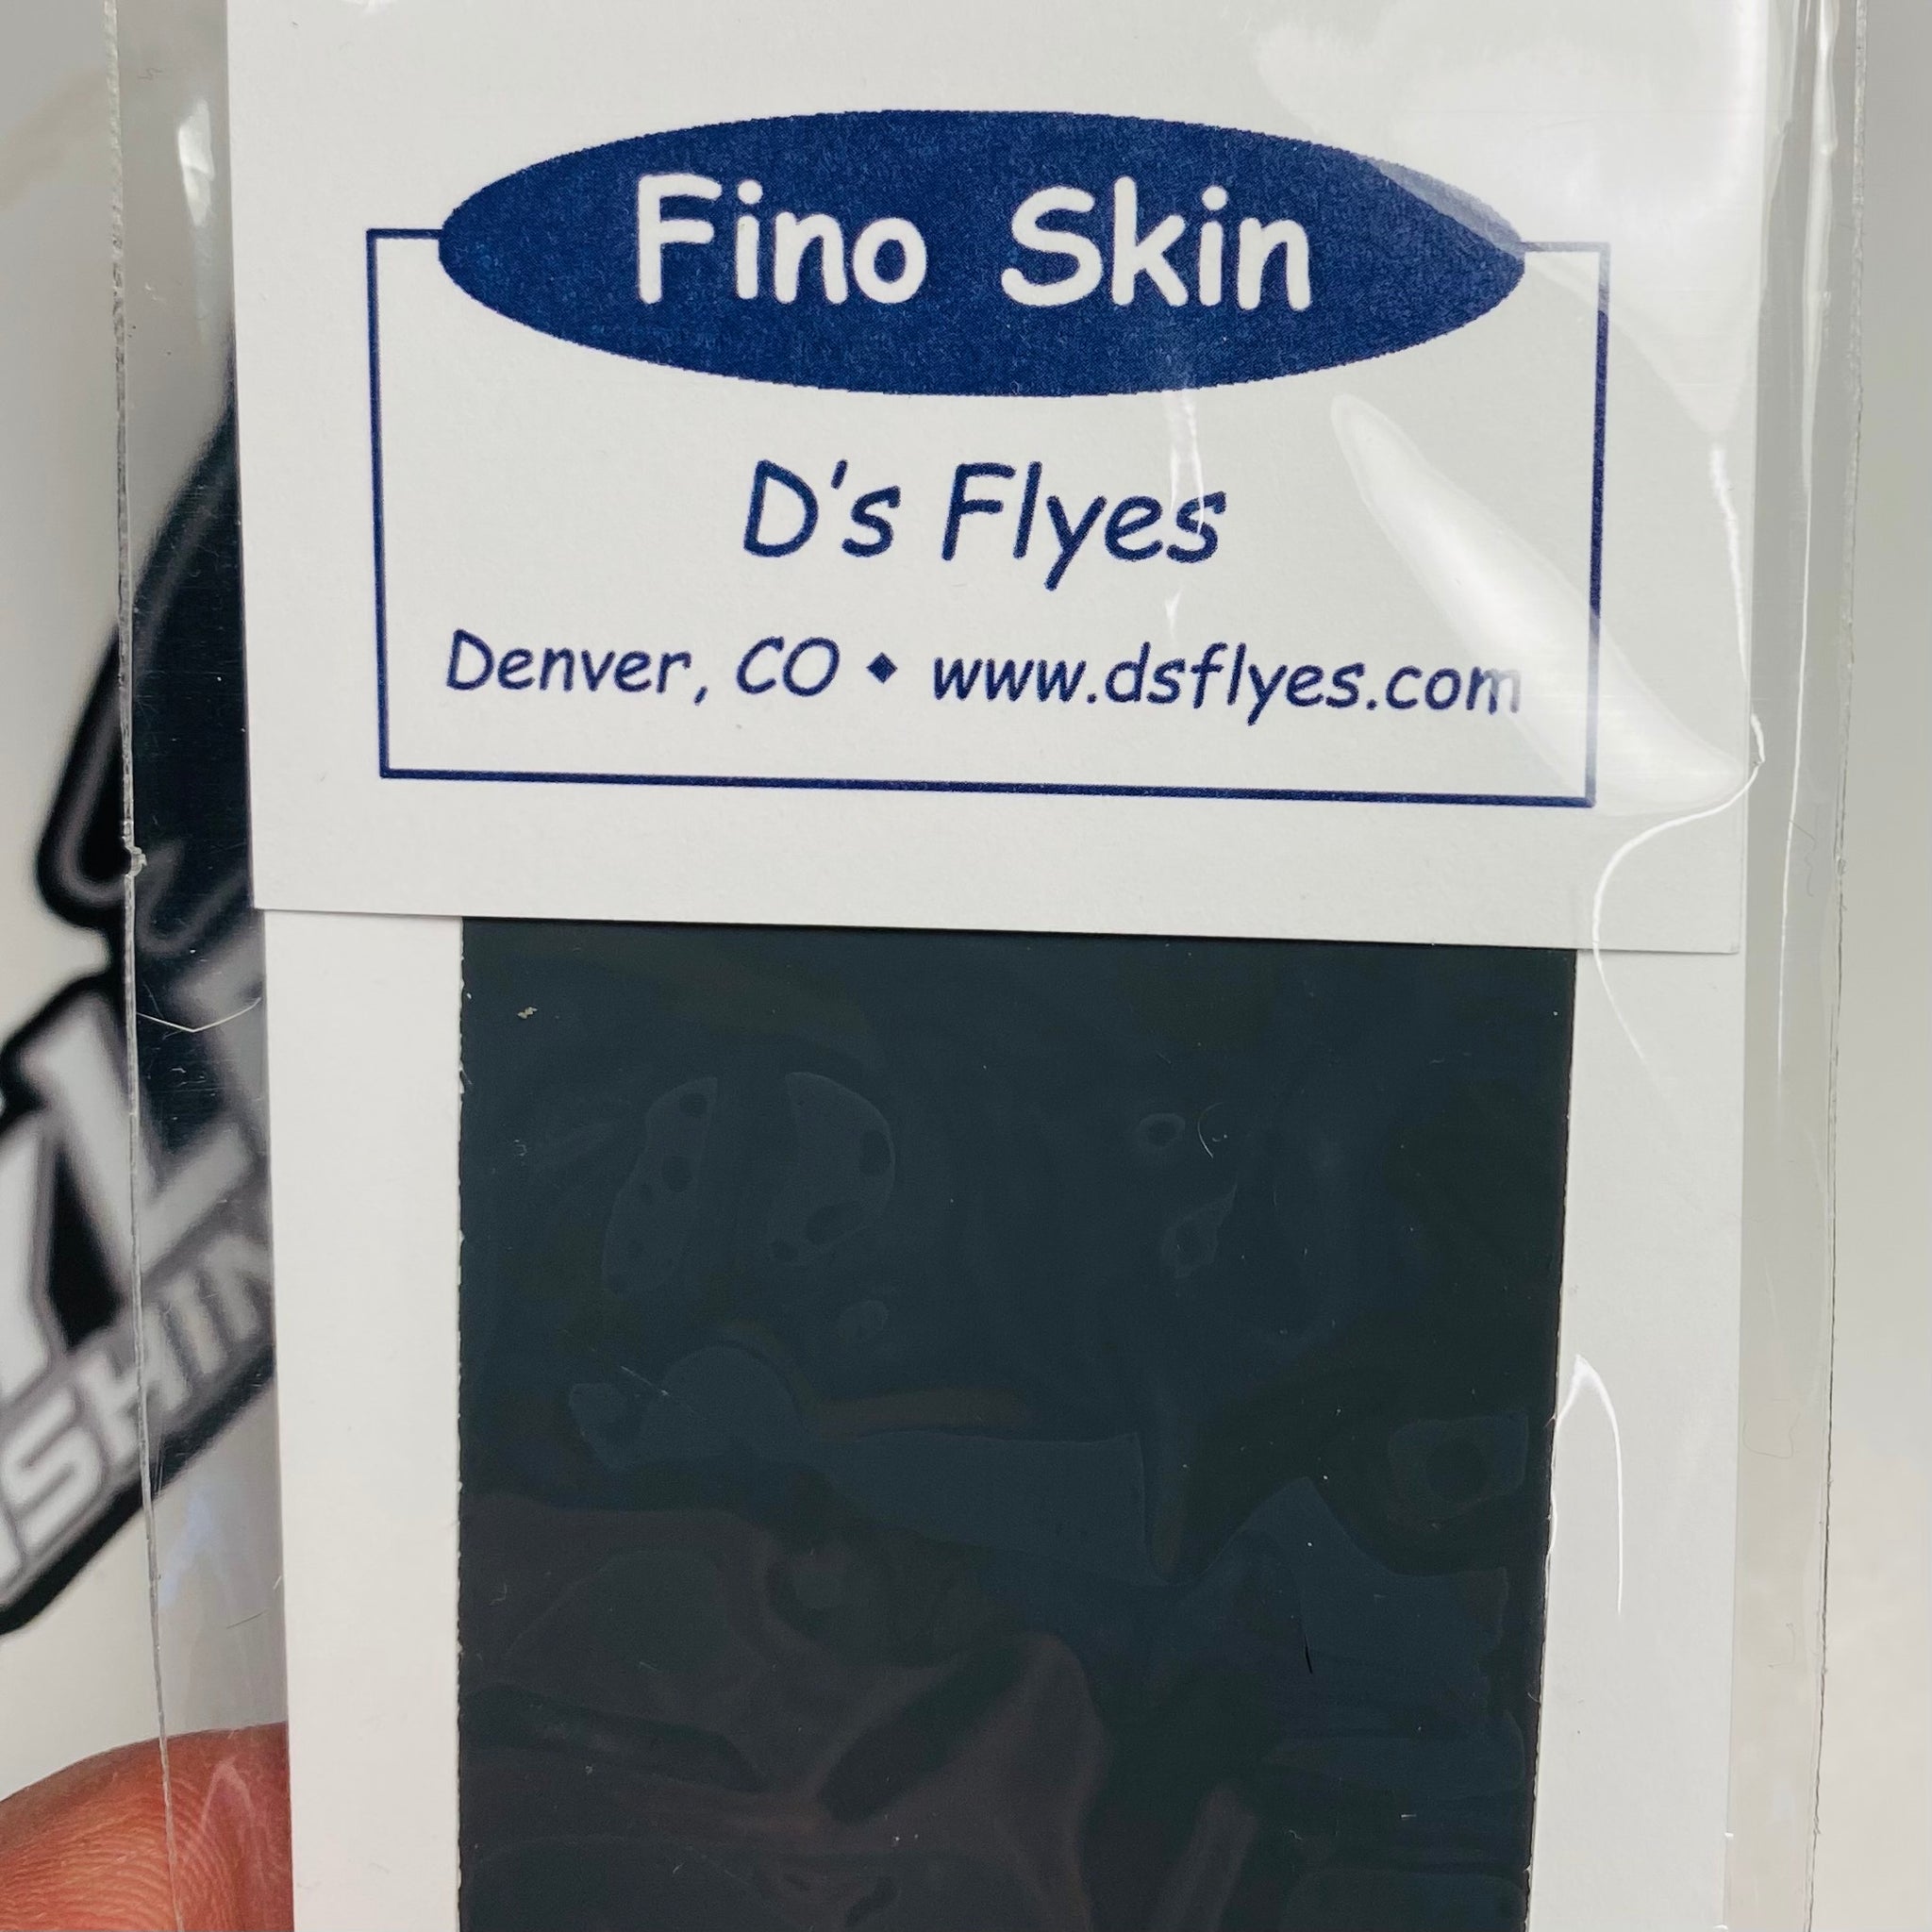 Fino Skin
D's Flyes
Denver, CO ◆ www.dsflyes.com